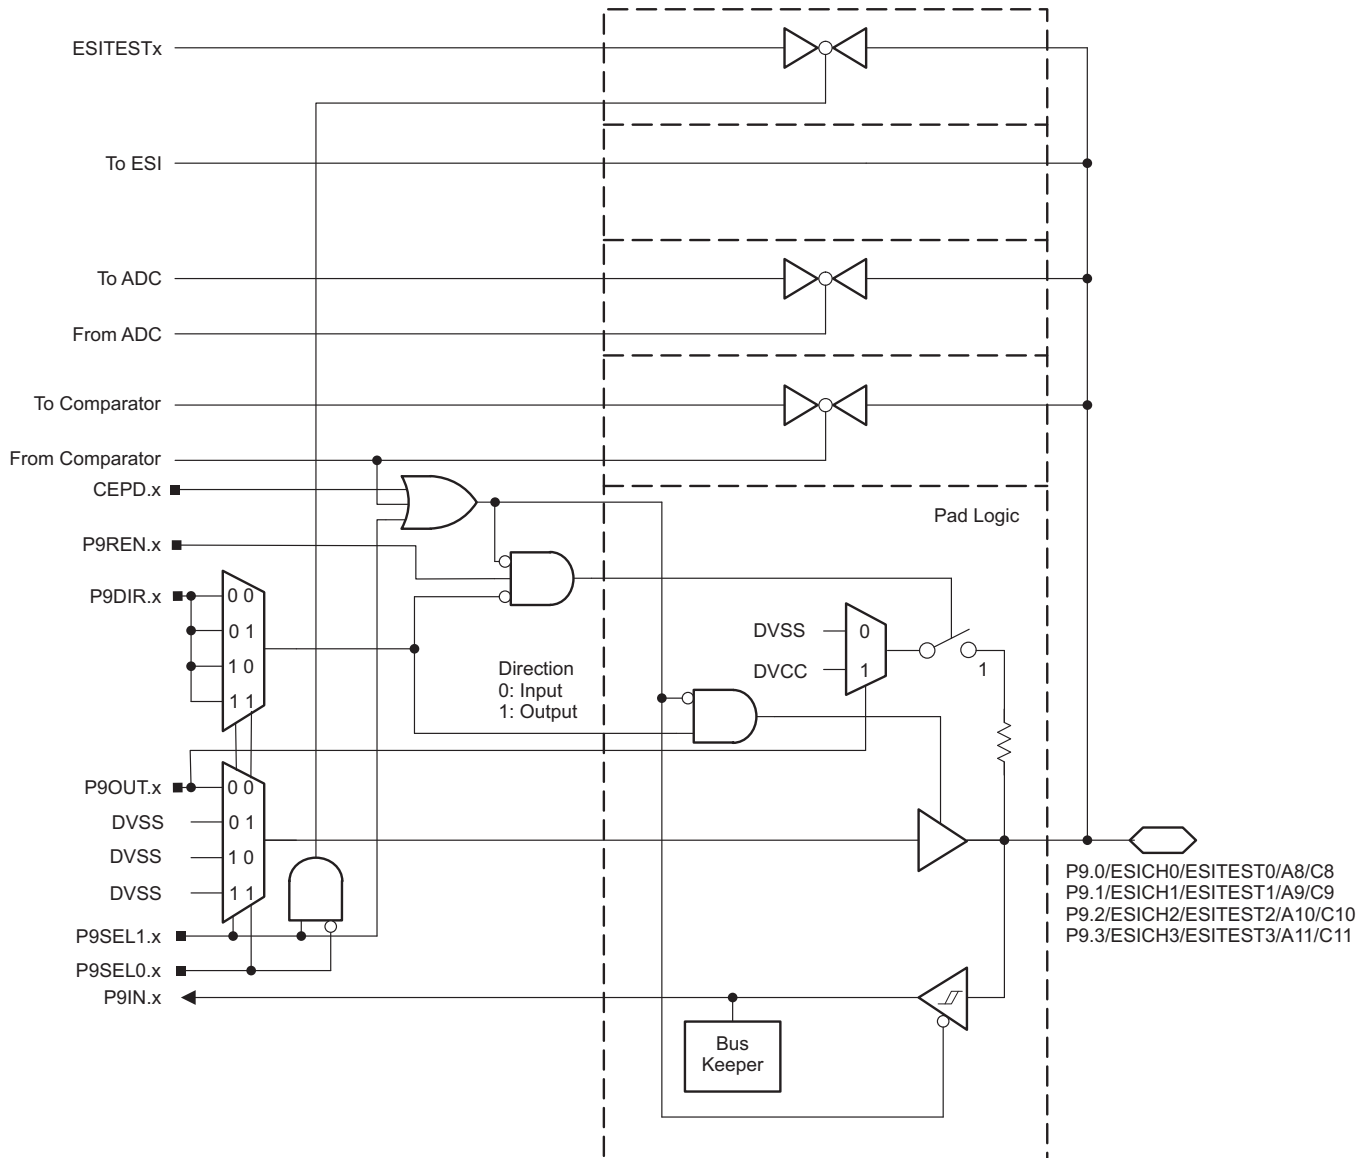 ESITESTx
To ESI
To ADC
From ADC
To Comparator
From Comparator
CEPD.x
Pad Logic
P9REN.x
P9DIR.x
0 0
0 1
1 0
1 1
DVSS
0
DVCC
1
1
Direction
0: Input
1: Output
P9OUT.x
0 0
DVSS
0 1
DVSS
1 0
DVSS
1 1
P9.0/ESICH0/ESITEST0/A8/C8
P9.1/ESICH1/ESITEST1/A9/C9
P9.2/ESICH2/ESITEST2/A10/C10
P9.3/ESICH3/ESITEST3/A11/C11
P9SEL1.x
P9SEL0.x
P9IN.x
Bus
Keeper